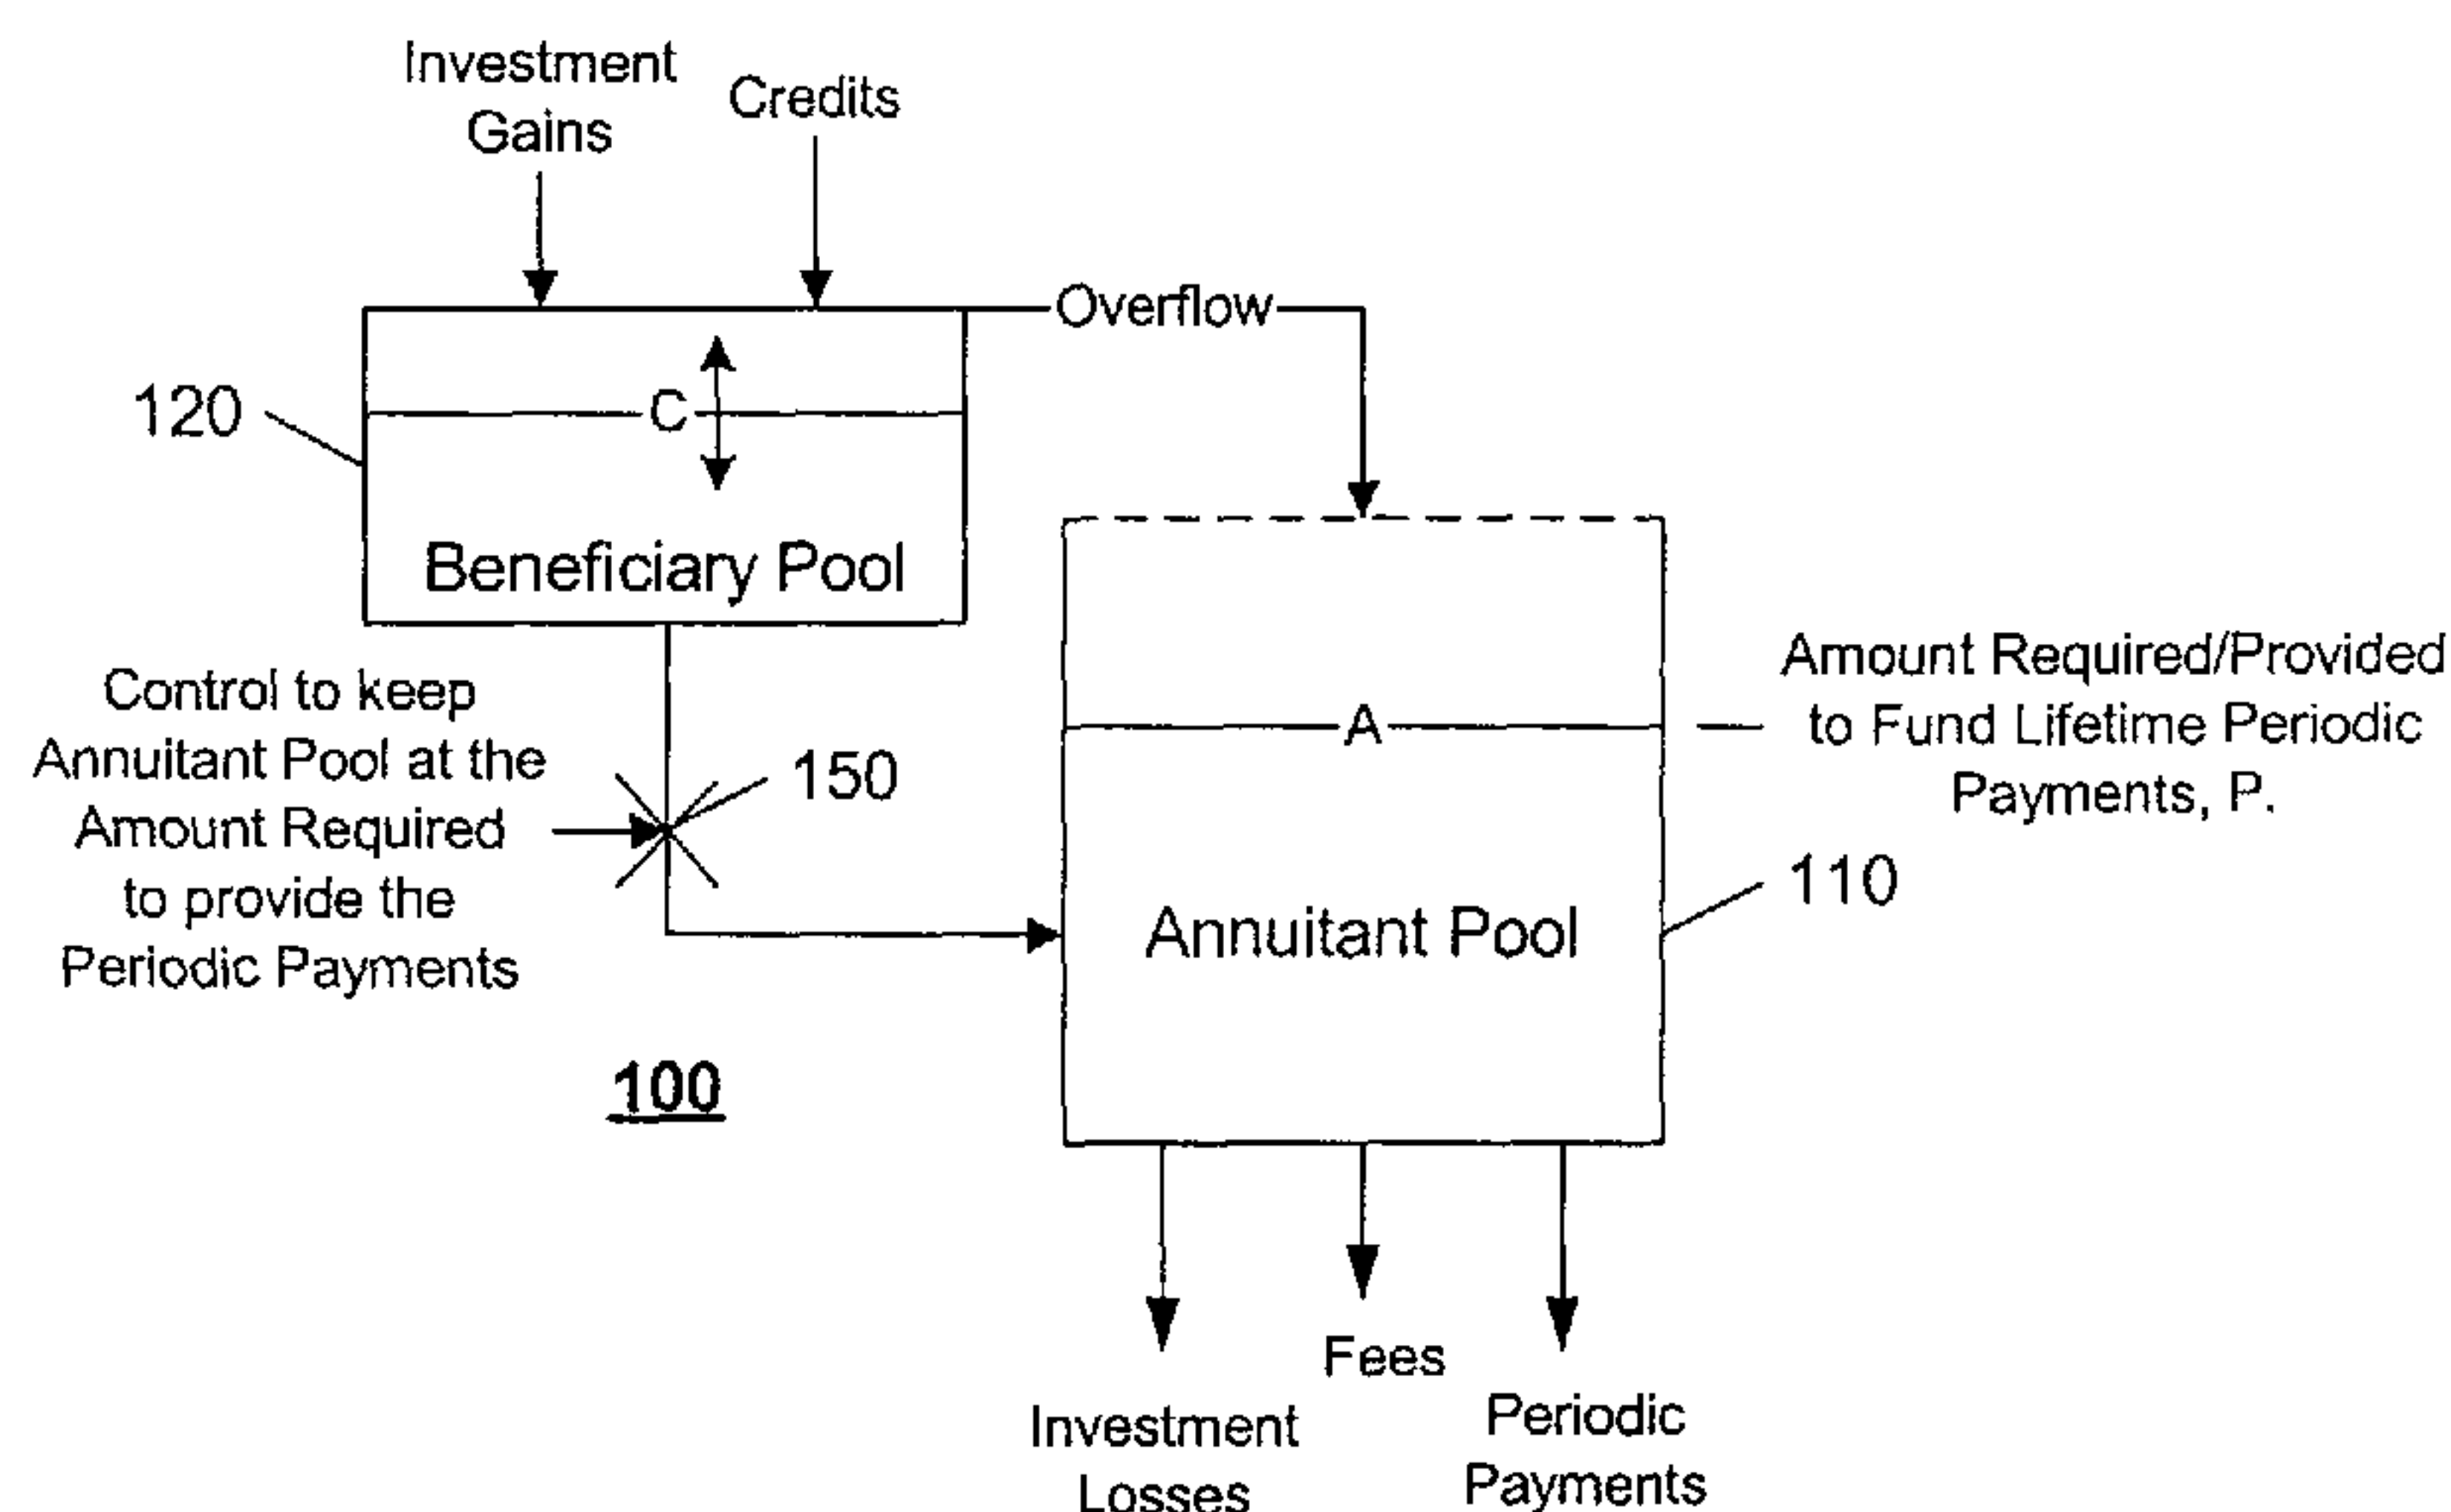 Investment
Gains
Credits
Overflow
120
C
Beneficiary Pool
Control to keep
Annuitant Pool at the
Amount Required
to provide the
Periodic Payments
150
A
Amount Required/Provided
to Fund Lifetime Periodic
Payments, P.
110
Annuitant Pool
100
Fees
Investment
Losses
Periodic
Payments